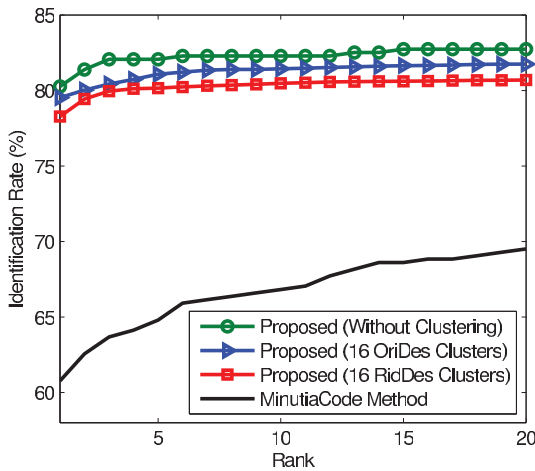 85
80
75
70
65
60
Identification Rate (%)
Proposed (Without Clustering)
Proposed (16 OriDes Clusters)
Proposed (16 RidDes Clusters)
MinutiaCode Method
5
10
15
20
Rank